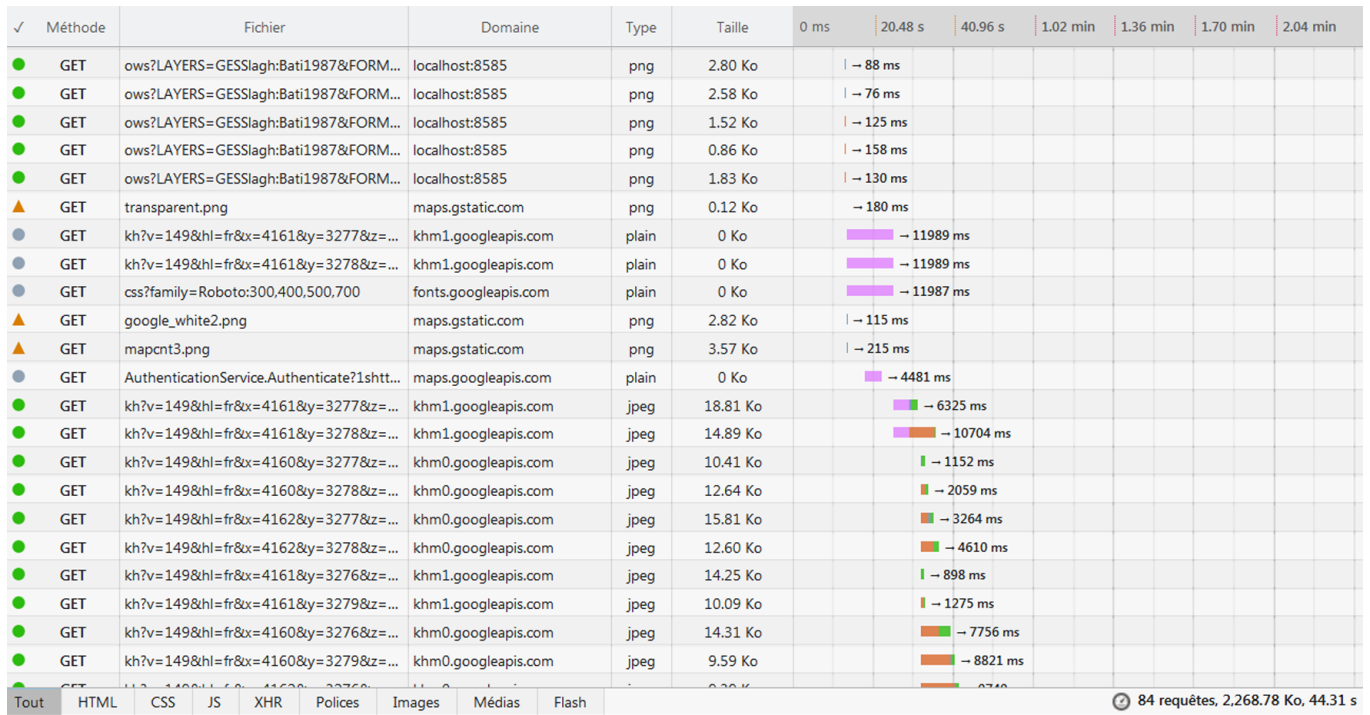 ✓ Méthode Fichier Domaine Type Taille 0 ms 20.48 s 40.96 s 1.02 min 1.36 min 1.70 min 2.04 min
GET ows?LAYERS=GESSlagh:Bati1987&FORM... localhost:8585 png 2.80 Ko → 88 ms
GET ows?LAYERS=GESSlagh:Bati1987&FORM... localhost:8585 png 2.58 Ko → 76 ms
GET ows?LAYERS=GESSlagh:Bati1987&FORM... localhost:8585 png 1.52 Ko → 125 ms
GET ows?LAYERS=GESSlagh:Bati1987&FORM... localhost:8585 png 0.86 Ko → 158 ms
GET ows?LAYERS=GESSlagh:Bati1987&FORM... localhost:8585 png 1.83 Ko → 130 ms
GET transparent.png maps.gstatic.com png 0.12 Ko → 180 ms
GET kh?v=149&hl=fr&x=4161&y=3277&z=... khm1.googleapis.com plain 0 Ko → 11989 ms
GET kh?v=149&hl=fr&x=4161&y=3278&z=... khm1.googleapis.com plain 0 Ko → 11989 ms
GET css?family=Roboto:300,400,500,700 fonts.googleapis.com plain 0 Ko → 11987 ms
GET google_white2.png maps.gstatic.com png 2.82 Ko → 115 ms
GET mapcnt3.png maps.gstatic.com png 3.57 Ko → 215 ms
GET AuthenticationService.Authenticate?1shtt... maps.googleapis.com plain 0 Ko → 4481 ms
GET kh?v=149&hl=fr&x=4161&y=3277&z=... khm1.googleapis.com jpeg 18.81 Ko → 6325 ms
GET kh?v=149&hl=fr&x=4161&y=3278&z=... khm1.googleapis.com jpeg 14.89 Ko → 10704 ms
GET kh?v=149&hl=fr&x=4160&y=3277&z=... khm0.googleapis.com jpeg 10.41 Ko → 1152 ms
GET kh?v=149&hl=fr&x=4160&y=3278&z=... khm0.googleapis.com jpeg 12.64 Ko → 2059 ms
GET kh?v=149&hl=fr&x=4162&y=3277&z=... khm0.googleapis.com jpeg 15.81 Ko → 3264 ms
GET kh?v=149&hl=fr&x=4162&y=3278&z=... khm0.googleapis.com jpeg 12.60 Ko → 4610 ms
GET kh?v=149&hl=fr&x=4161&y=3276&z=... khm1.googleapis.com jpeg 14.25 Ko → 898 ms
GET kh?v=149&hl=fr&x=4161&y=3279&z=... khm1.googleapis.com jpeg 10.09 Ko → 1275 ms
GET kh?v=149&hl=fr&x=4160&y=3276&z=... khm0.googleapis.com jpeg 14.31 Ko → 7756 ms
GET kh?v=149&hl=fr&x=4160&y=3279&z=... khm0.googleapis.com jpeg 9.59 Ko → 8821 ms
Tout HTML CSS JS XHR Polices Images Médias Flash 84 requêtes, 2,268.78 Ko, 44.31 s